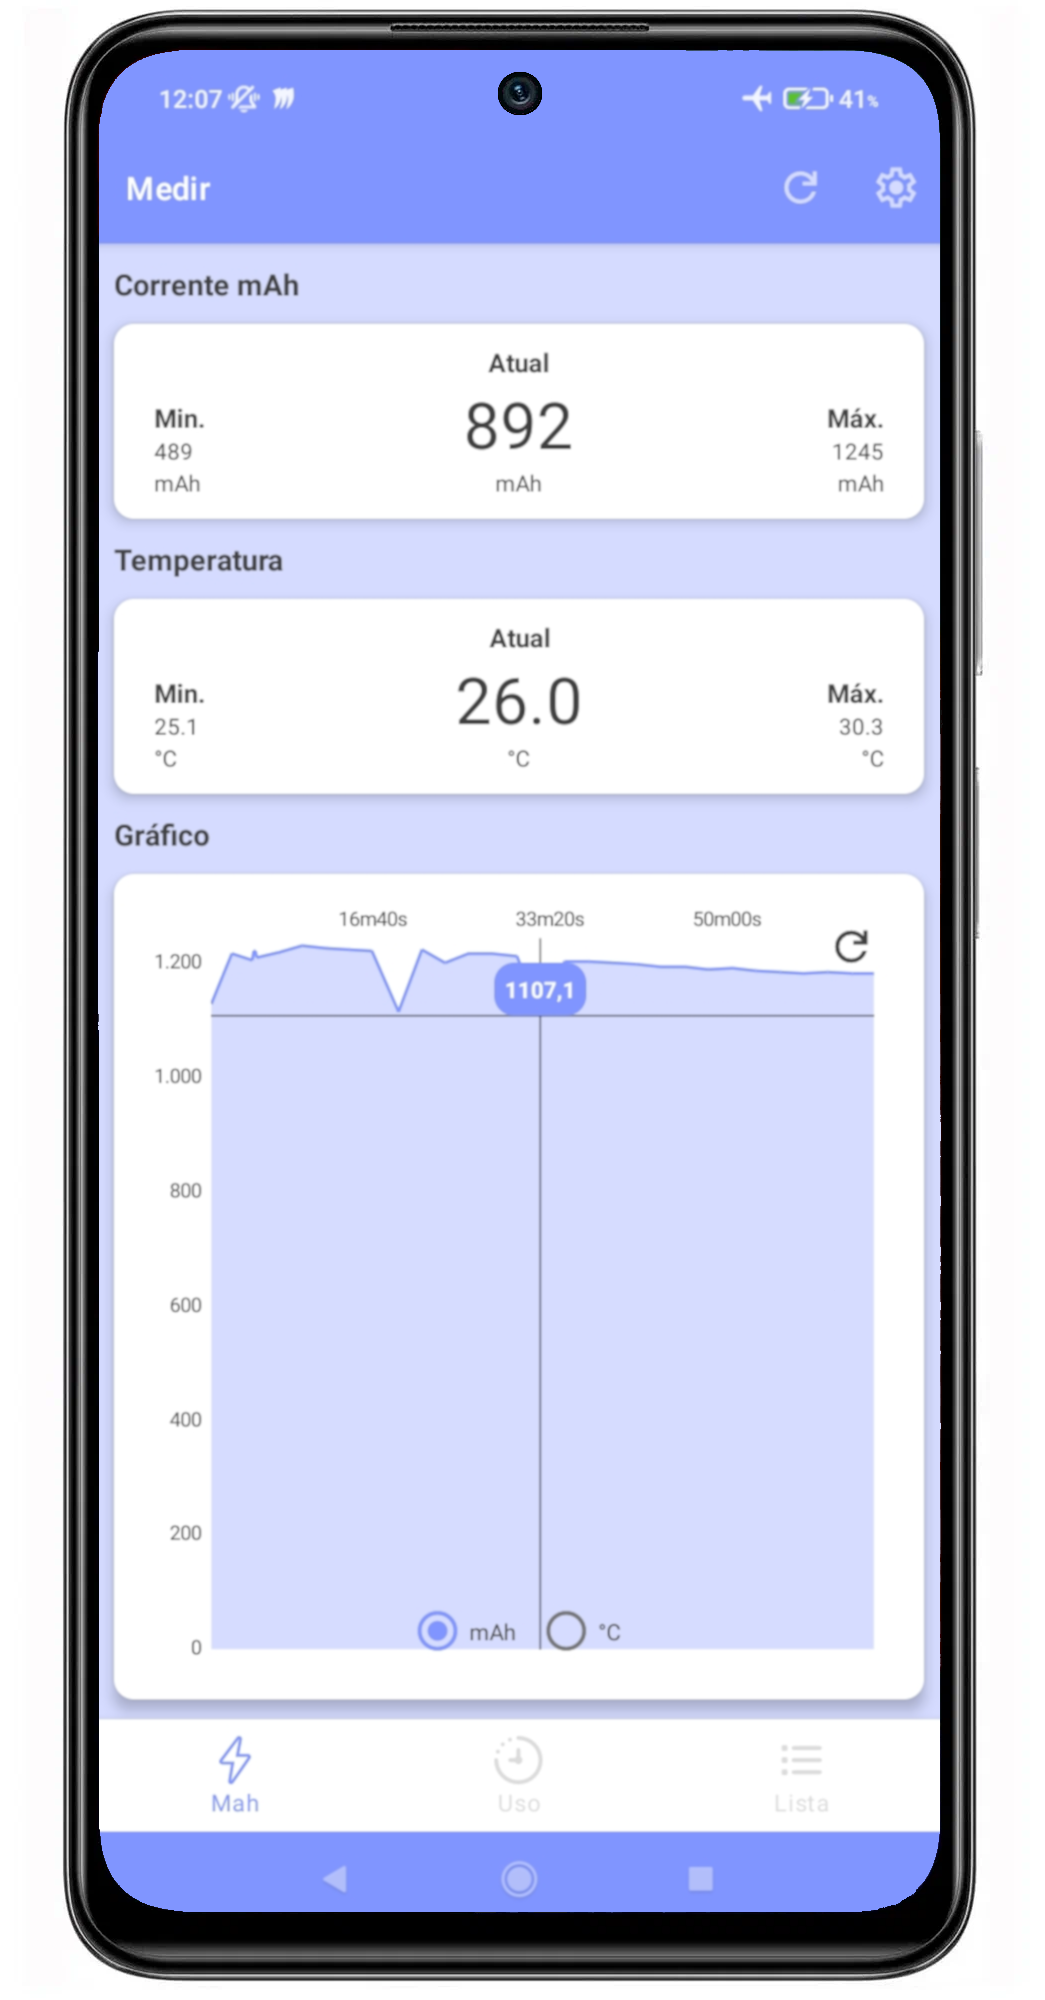 12:07 41%
Medir
Corrente mAh
Atual
Min. 892 Máx.
489 1245
mAh mAh mAh
Temperatura
Atual
Min. 26.0 Máx.
25.1 30.3
°C °C °C
Gráfico
16m40s 33m20s 50m00s
1.200
1107,1
1.000
800
600
400
200
mAh °C
0
Mah Uso Lista